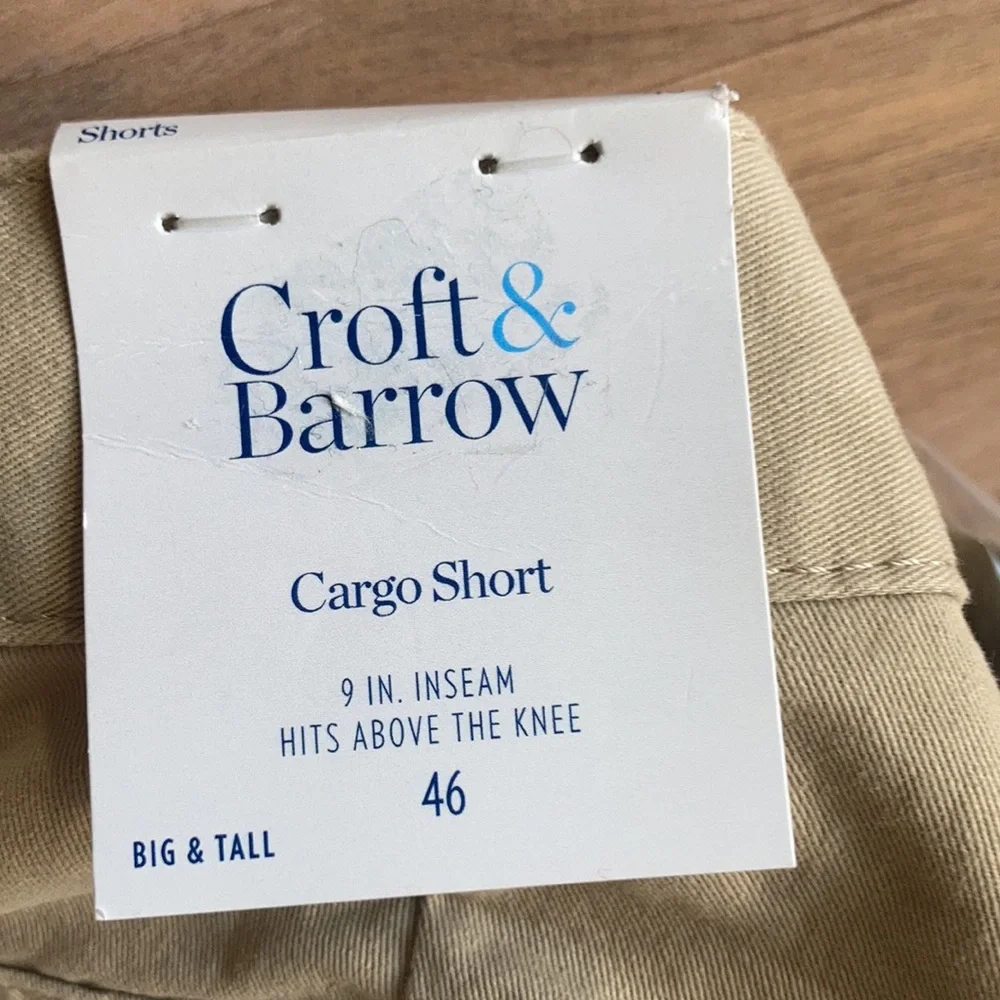 Shorts
Croft &
Barrow
Cargo Short
9 IN. INSEAM
HITS ABOVE THE KNEE
46
BIG & TALL